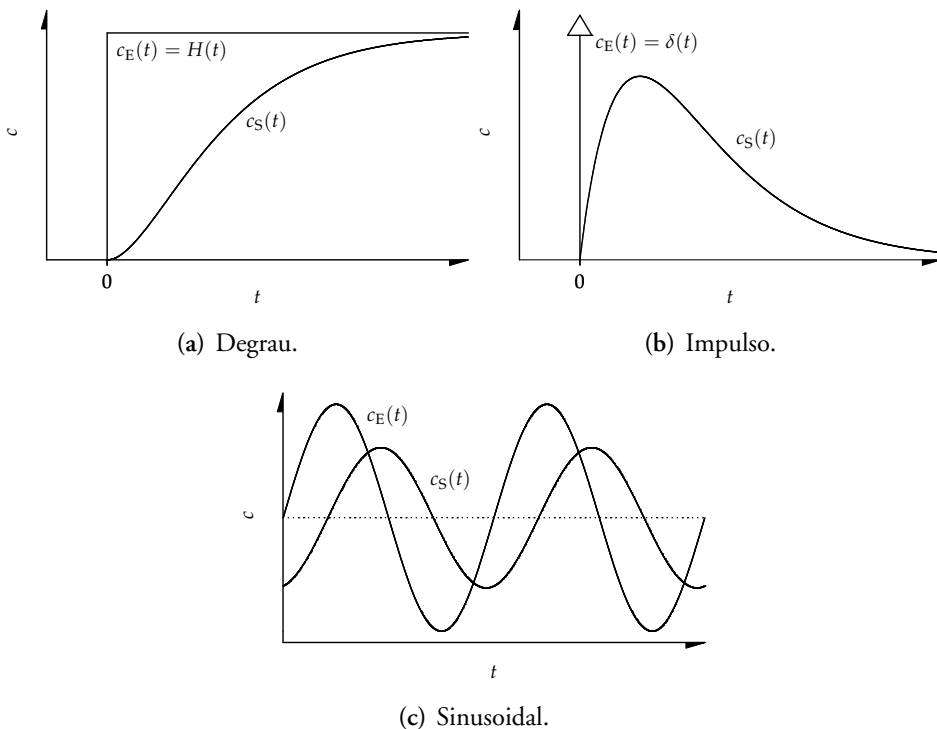 c_E(t) = H(t)
c_S(t)
c
0
t
(a) Degrau.
c_E(t) = δ(t)
c_S(t)
c
0
t
(b) Impulso.
c_E(t)
c_S(t)
c
t
(c) Sinusoidal.